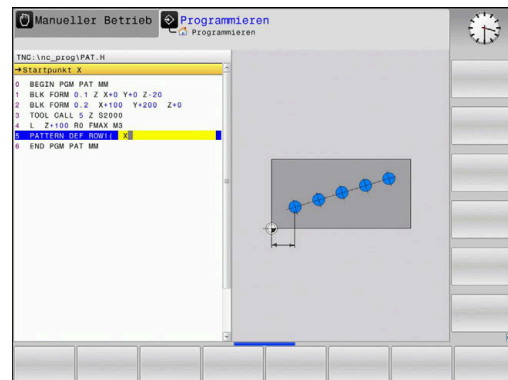 Manueller Betrieb
Programmieren
Programmieren
TNC:\nc_prog\PAT.H
→Startpunkt X
0 BEGIN PGM PAT MM
1 BLK FORM 0.1 Z X+0 Y+0 Z-20
2 BLK FORM 0.2 X+100 Y+200 Z+0
3 TOOL CALL 5 Z S2000
4 L Z+100 R0 FMAX M3
5 PATTERN DEF ROW1( X
6 END PGM PAT MM